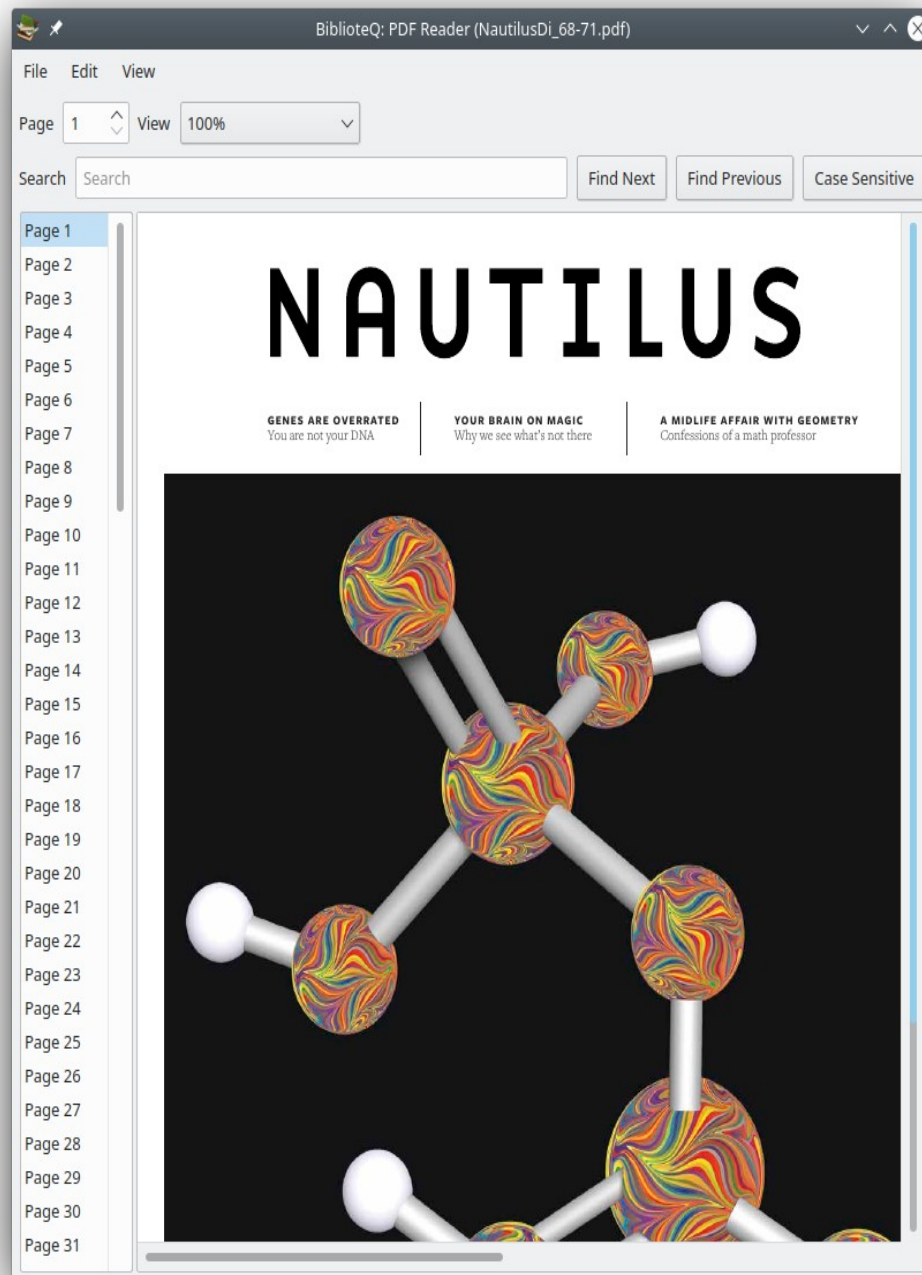 BiblioteQ: PDF Reader (NautilusDi_68-71.pdf)
File Edit View
Page 1 View 100%
Search Search Find Next Find Previous Case Sensitive
Page 1
Page 2
Page 3
Page 4
Page 5
Page 6
Page 7
Page 8
Page 9
Page 10
Page 11
Page 12
Page 13
Page 14
Page 15
Page 16
Page 17
Page 18
Page 19
Page 20
Page 21
Page 22
Page 23
Page 24
Page 25
Page 26
Page 27
Page 28
Page 29
Page 30
Page 31
NAUTILUS
GENES ARE OVERRATED
You are not your DNA
YOUR BRAIN ON MAGIC
Why we see what's not there
A MIDLIFE AFFAIR WITH GEOMETRY
Confessions of a math professor